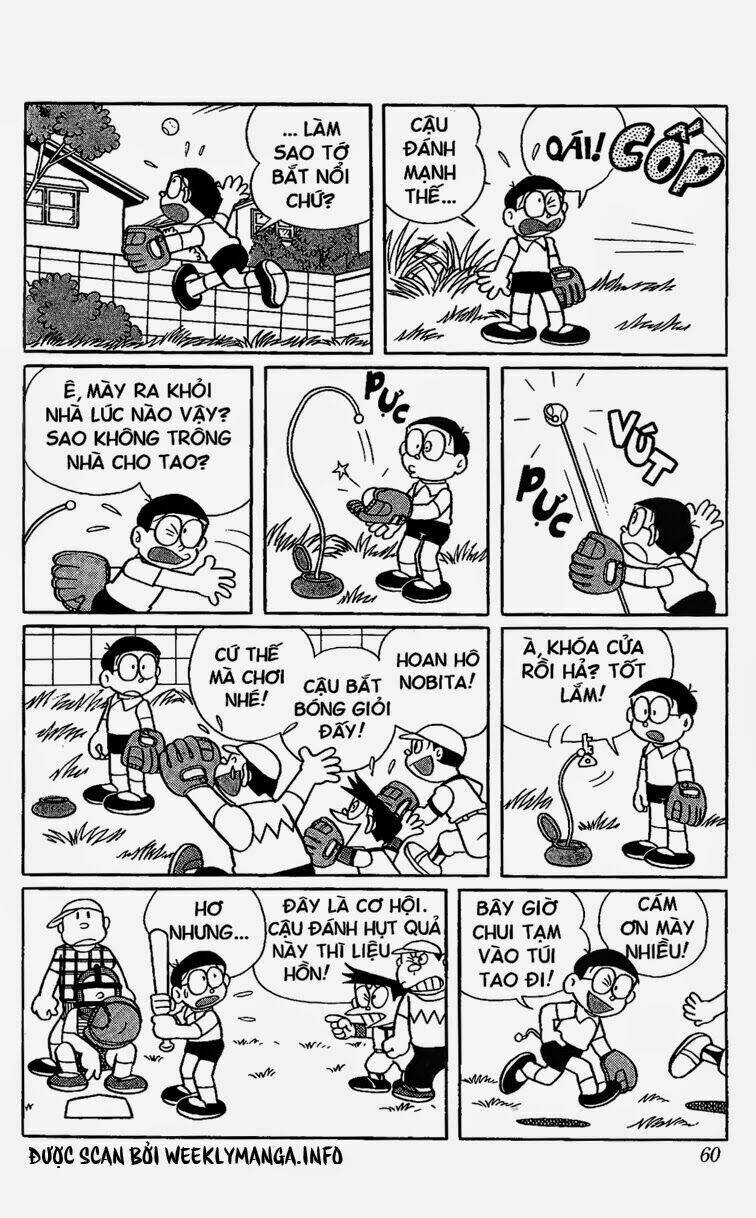 ... LÀM
SAO TỚ
BẮT NỔI
CHỨ?
CẬU
ĐÁNH
MẠNH
THẾ...
OÁI!
CỐP
Ê, MÀY RA KHỎI
NHÀ LÚC NÀO VẬY?
SAO KHÔNG TRÔNG
NHÀ CHO TAO?
PỰC
PỰC
VÚT
CỨ THẾ
MÀ CHƠI
NHÉ!
CẬU BẮT
BÓNG GIỎI
ĐẤY!
HOAN HÔ
NOBITA!
À, KHÓA CỬA
RỒI HẢ? TỐT
LẮM!
HƠ
NHƯNG...
ĐÂY LÀ CƠ HỘI.
CẬU ĐÁNH HỤT QUẢ
NÀY THÌ LIỆU
HỒN!
BÂY GIỜ
CHUI TẠM
VÀO TÚI
TAO ĐI!
CÁM
ƠN MÀY
NHIỀU!
ĐƯỢC SCAN BỞI WEEKLYMANGA.INFO
60